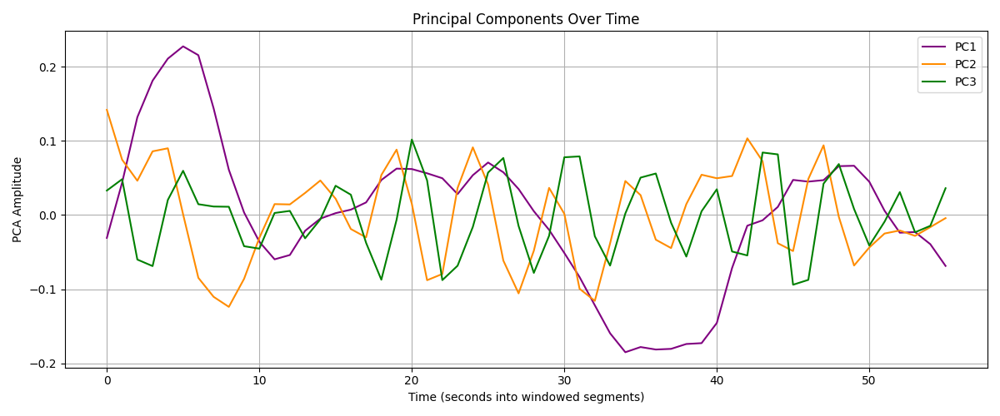 Principal Components Over Time
PC1
PC2
PC3
PCA Amplitude
0.2
0.1
0.0
−0.1
−0.2
0 10 20 30 40 50
Time (seconds into windowed segments)